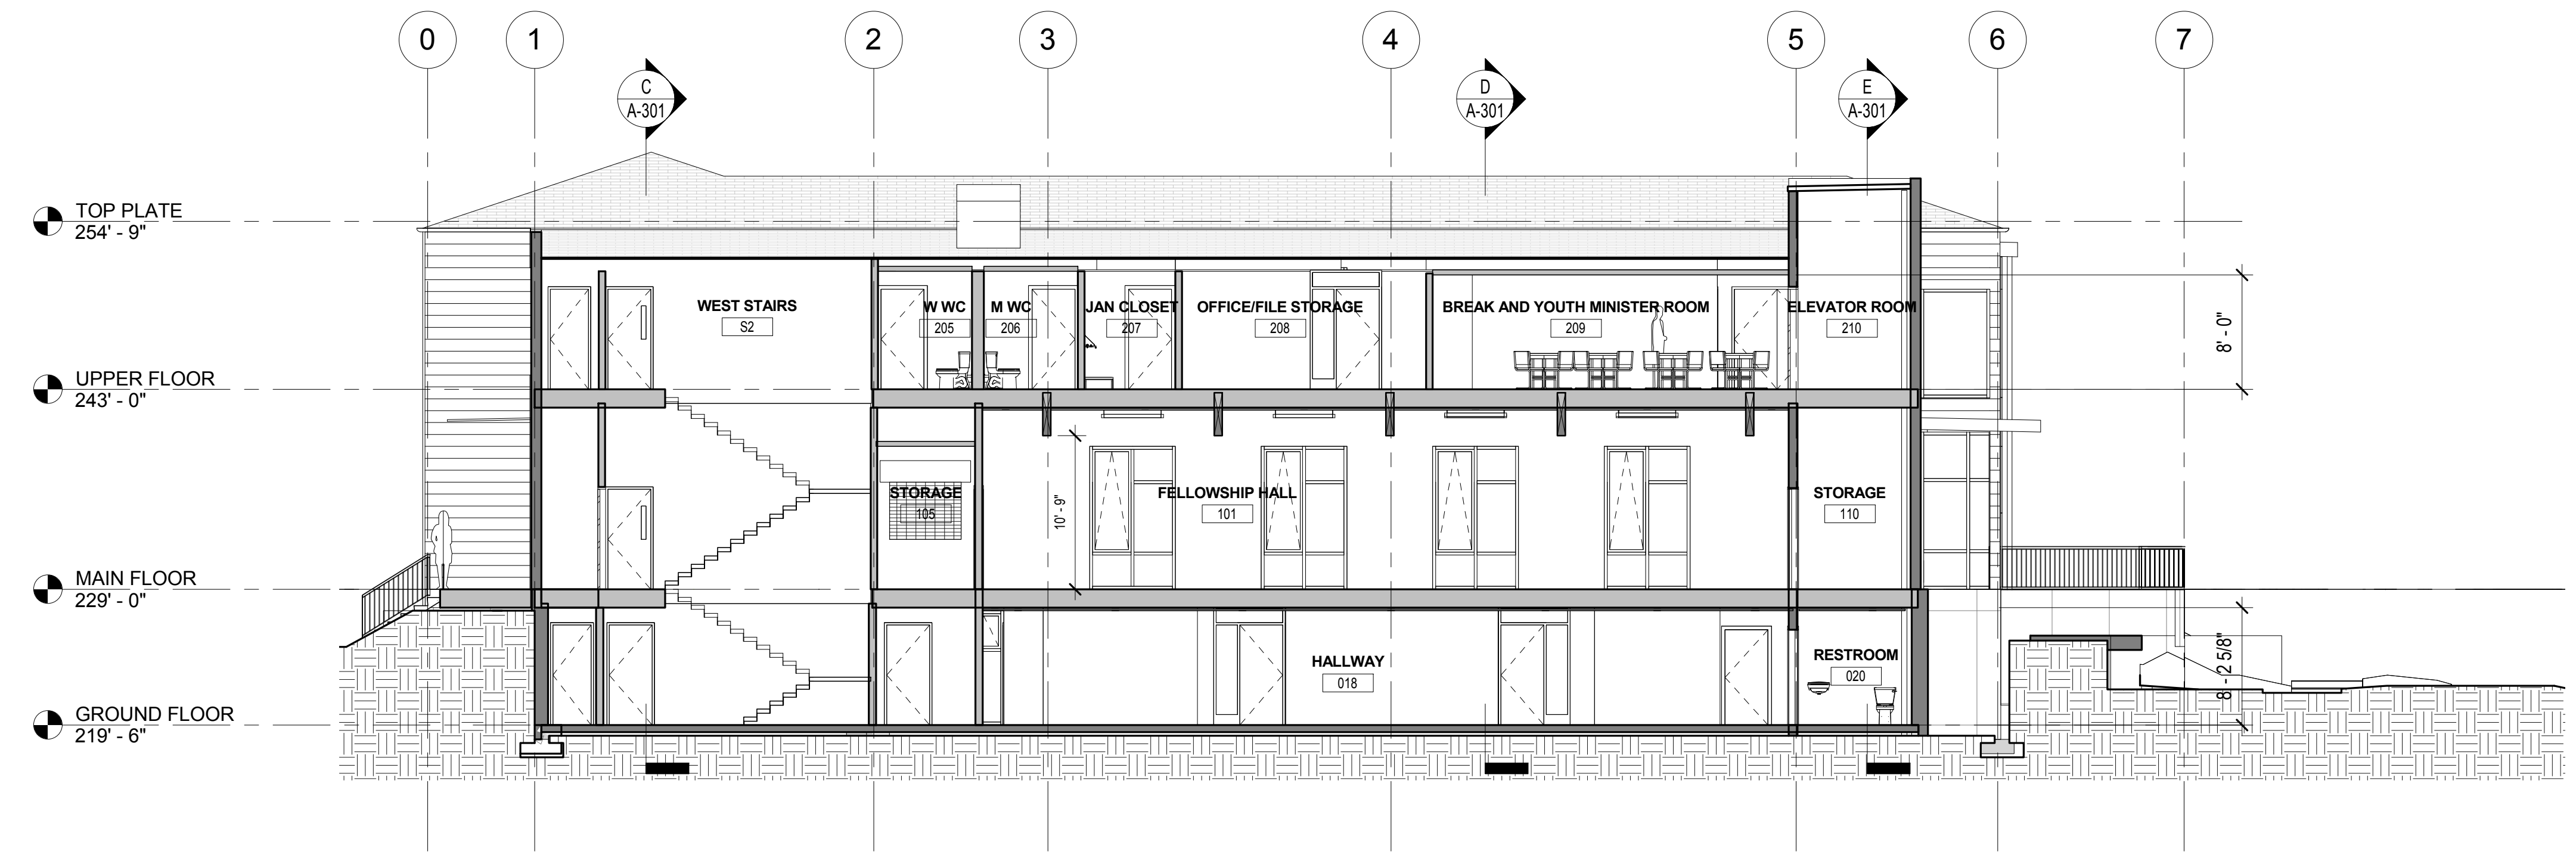 0
1
2
3
4
5
6
7
C
A-301
D
A-301
E
A-301
TOP PLATE
254' - 9"
WEST STAIRS
S2
W WC
205
M WC
206
JAN CLOSET
207
OFFICE/FILE STORAGE
208
BREAK AND YOUTH MINISTER ROOM
209
ELEVATOR ROOM
210
8' - 0"
UPPER FLOOR
243' - 0"
STORAGE
105
10' - 9"
FELLOWSHIP HALL
101
STORAGE
110
MAIN FLOOR
229' - 0"
HALLWAY
018
RESTROOM
020
8' - 2 5/8"
GROUND FLOOR
219' - 6"